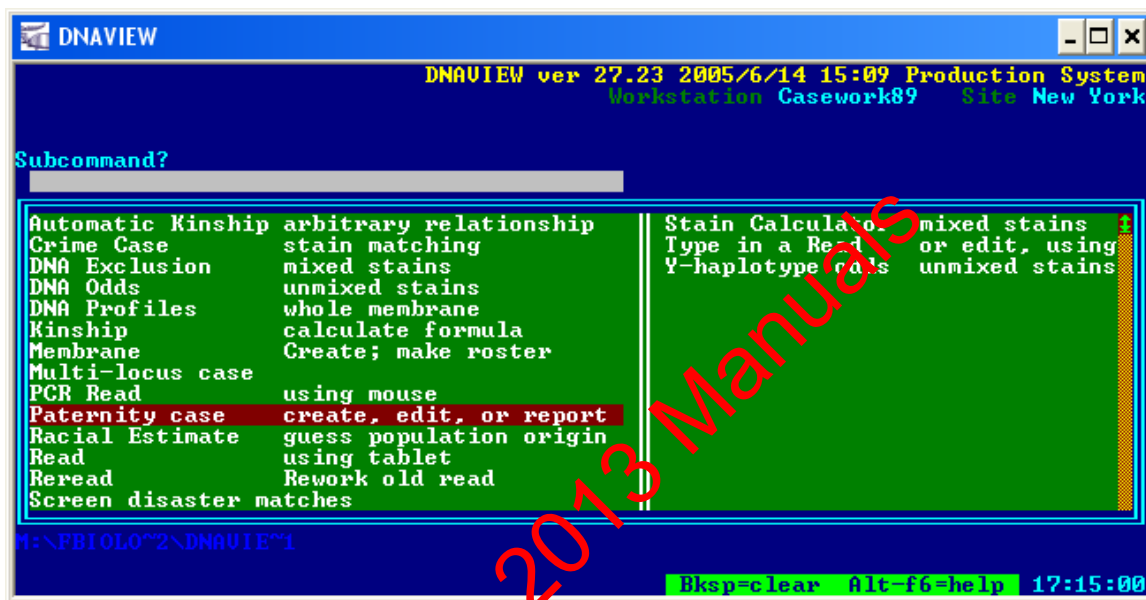 DNAVIEW
DNAVIEW ver 27.23 2005/6/14 15:09 Production System
Workstation Casework89 Site New York
Subcommand?
Automatic Kinship arbitrary relationship
Crime Case stain matching
DNA Exclusion mixed stains
DNA Odds unmixed stains
DNA Profiles whole membrane
Kinship calculate formula
Membrane Create; make roster
Multi-locus case
PCR Read using mouse
Paternity case create, edit, or report
Racial Estimate guess population origin
Read using tablet
Reread Rework old read
Screen disaster matches
Stain Calculator mixed stains
Type in a Read or edit, using
Y-haplotype odds unmixed stains
2013 Manuals
M:\FBIOLO~2\DNAVIE~1
Bksp=clear Alt-f6=help 17:15:00